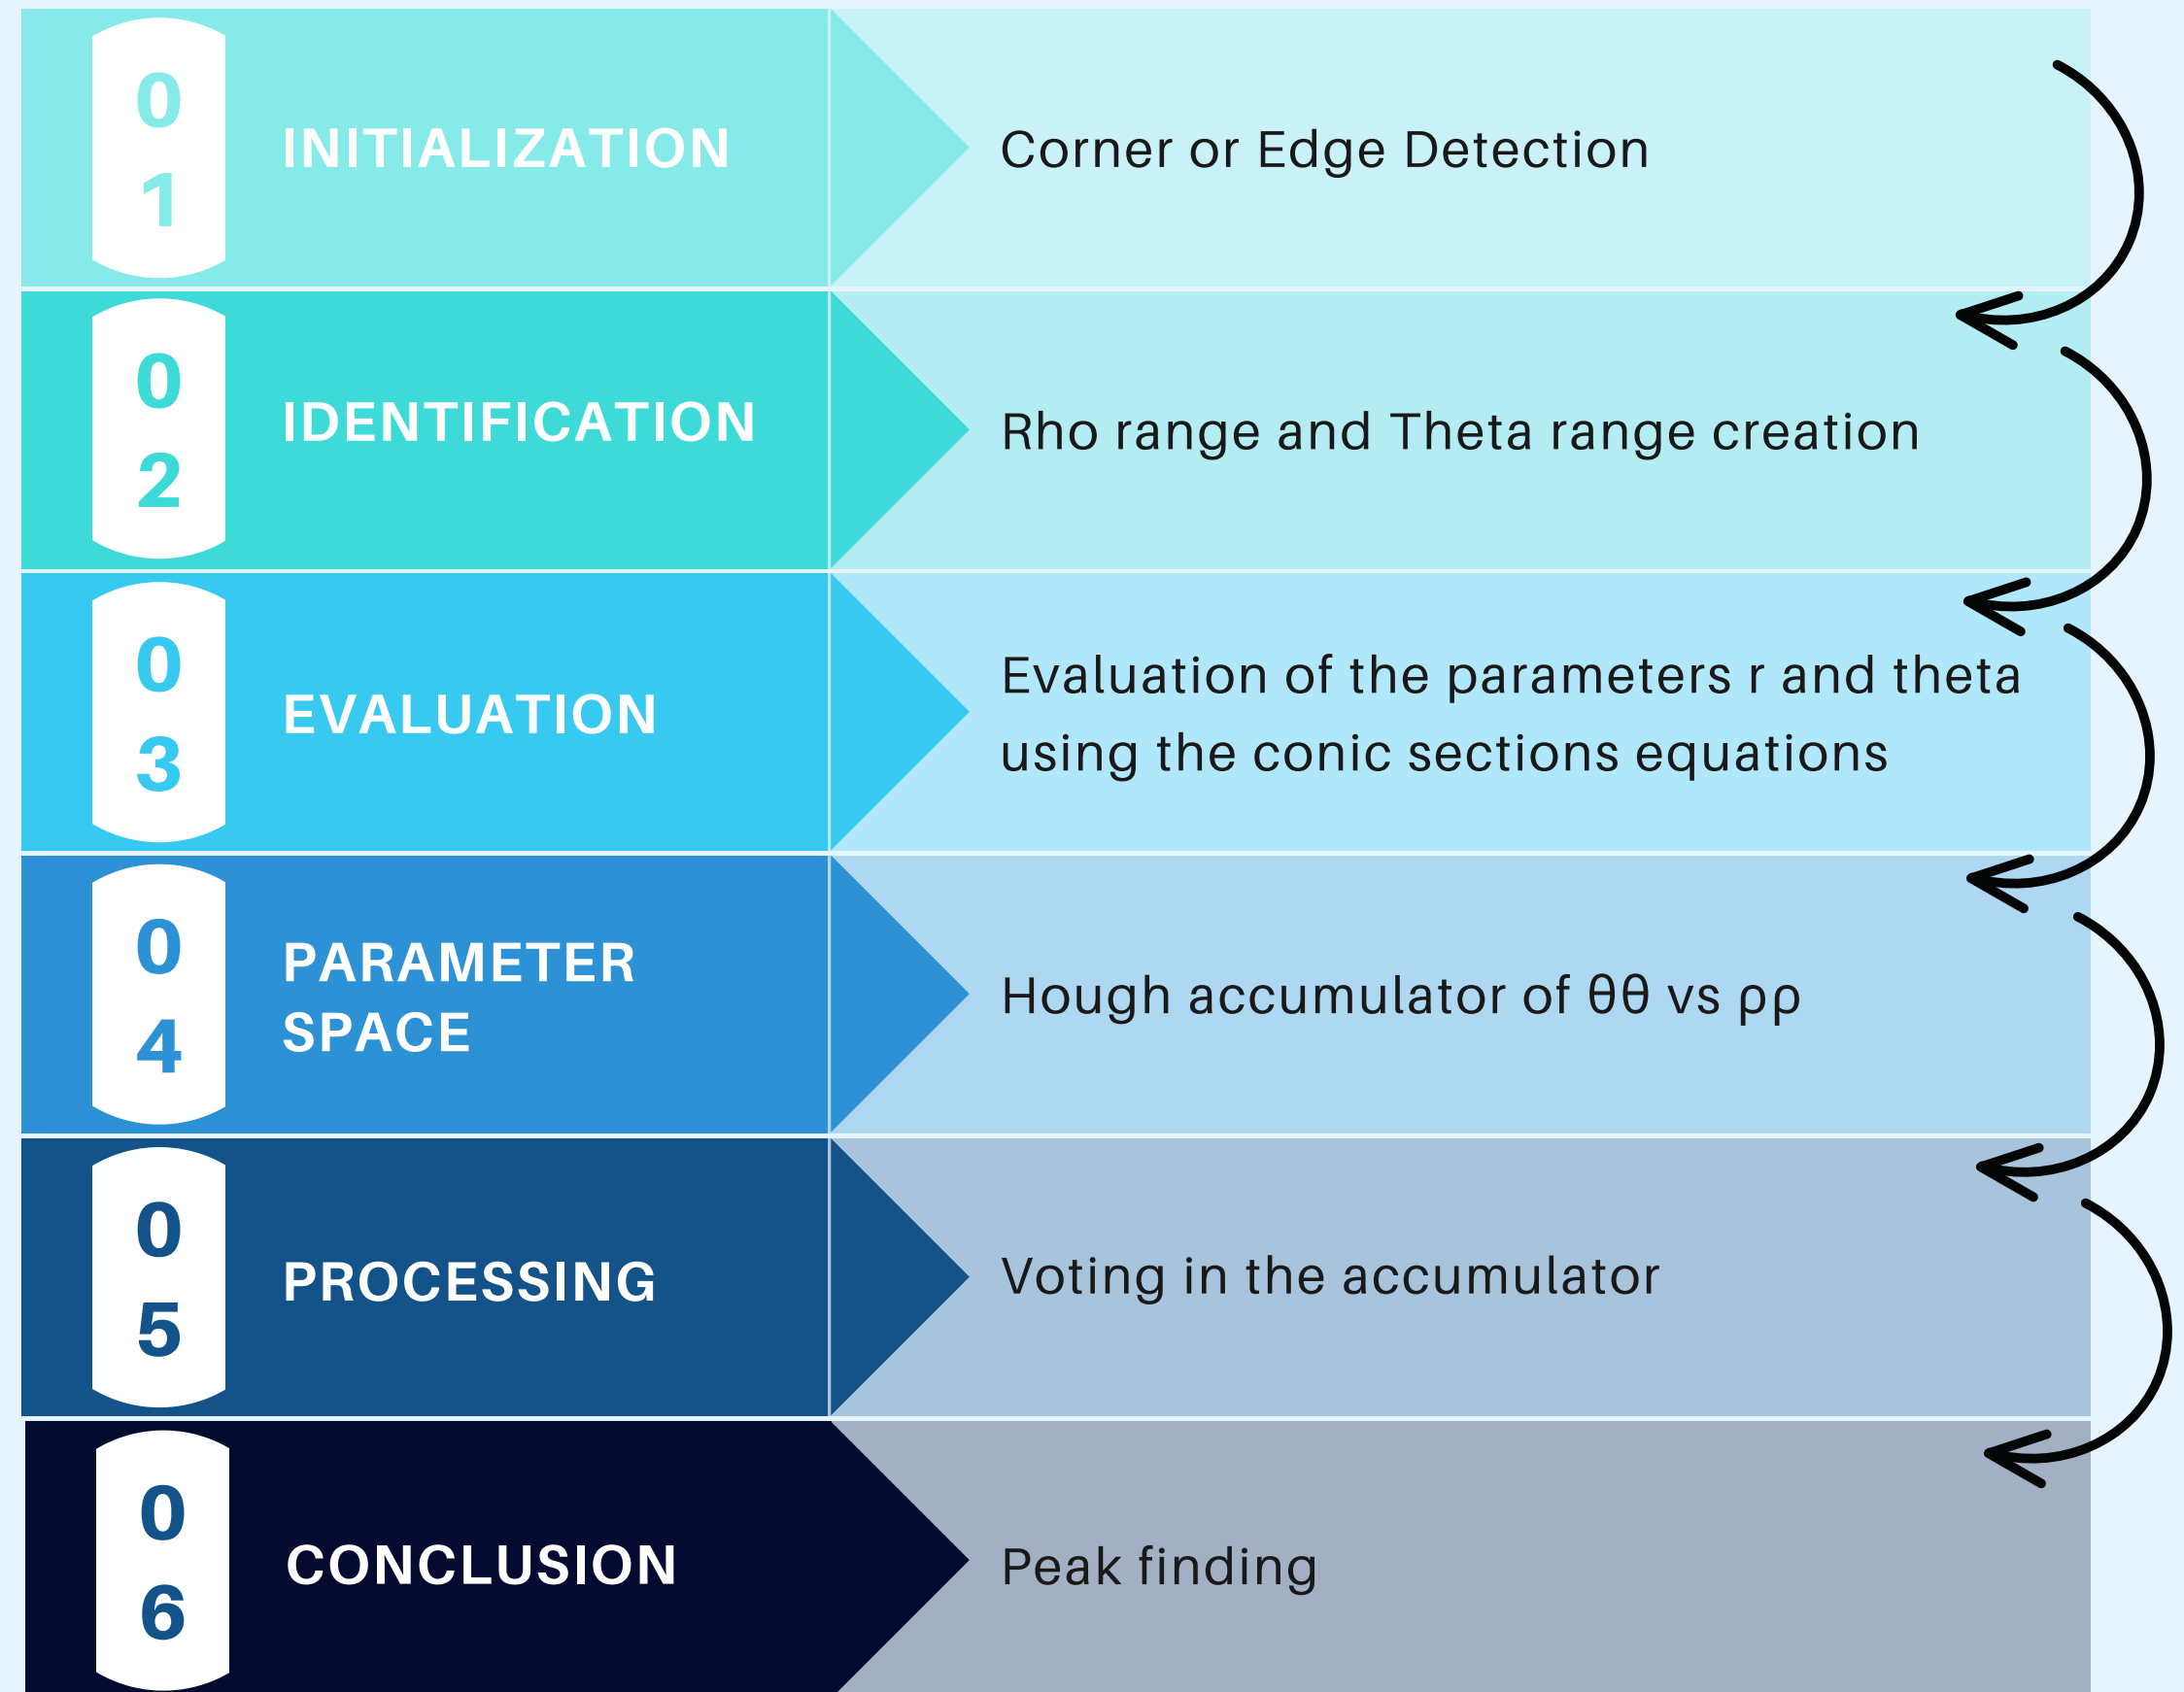 0
1
INITIALIZATION
Corner or Edge Detection
0
2
IDENTIFICATION
Rho range and Theta range creation
0
3
EVALUATION
Evaluation of the parameters r and theta
using the conic sections equations
0
4
PARAMETER
SPACE
Hough accumulator of θθ vs ρρ
0
5
PROCESSING
Voting in the accumulator
0
6
CONCLUSION
Peak finding